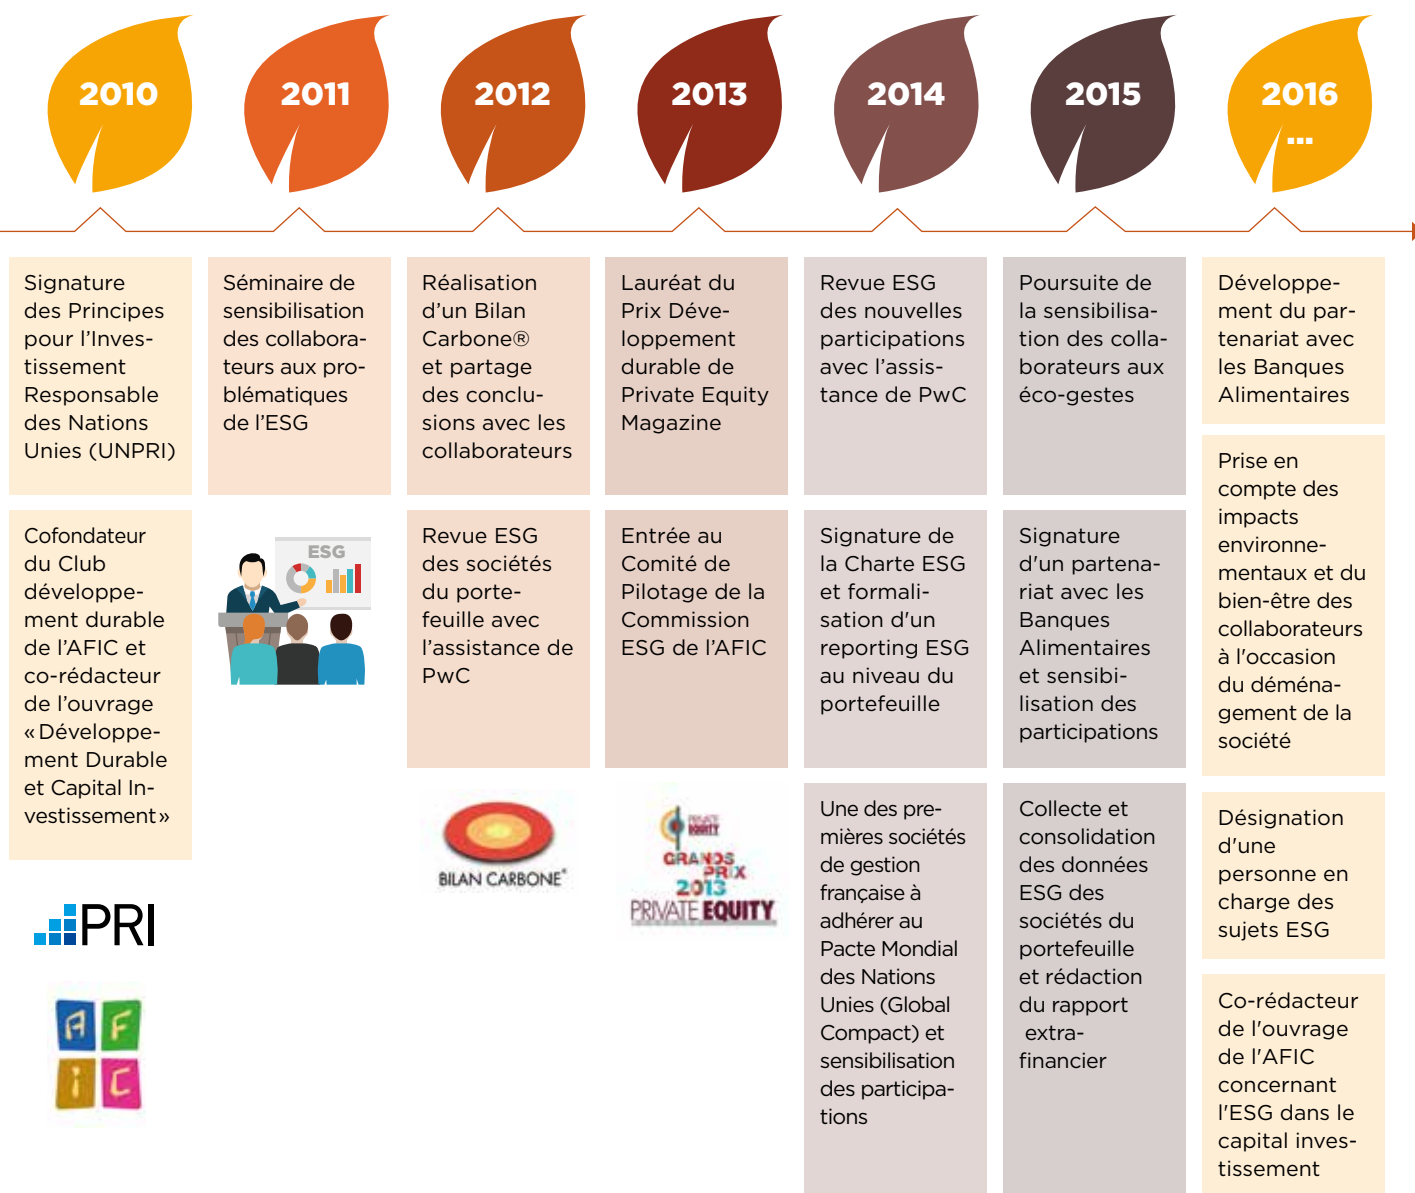 2010
2011
2012
2013
2014
2015
2016
...
Signature
des Principes
pour l'Inves-
tissement
Responsable
des Nations
Unies (UNPRI)
Cofondateur
du Club
développe-
ment durable
de l'AFIC et
co-rédacteur
de l'ouvrage
«Développe-
ment Durable
et Capital In-
vestissement»
PRI
AFIC
Séminaire de
sensibilisation
des collabora-
teurs aux pro-
blématiques
de l'ESG
ESG
Réalisation
d'un Bilan
Carbone®
et partage
des conclu-
sions avec les
collaborateurs
Revue ESG
des sociétés
du porte-
feuille avec
l'assistance de
PwC
BILAN CARBONE®
Lauréat du
Prix Déve-
loppement
durable de
Private Equity
Magazine
Entrée au
Comité de
Pilotage de la
Commission
ESG de l'AFIC
PRIVATE
EQUITY
GRANDS
PRIX
2013
PRIVATE EQUITY
Revue ESG
des nouvelles
participations
avec l'assis-
tance de PwC
Signature de
la Charte ESG
et formali-
sation d'un
reporting ESG
au niveau du
portefeuille
Une des pre-
mières sociétés
de gestion
française à
adhérer au
Pacte Mondial
des Nations
Unies (Global
Compact) et
sensibilisation
des participa-
tions
Poursuite de
la sensibilisa-
tion des colla-
borateurs aux
éco-gestes
Signature
d'un partena-
riat avec les
Banques
Alimentaires
et sensibi-
lisation des
participations
Collecte et
consolidation
des données
ESG des
sociétés du
portefeuille
et rédaction
du rapport
extra-
financier
Développe-
ment du par-
tenariat avec
les Banques
Alimentaires
Prise en
compte des
impacts
environne-
mentaux et du
bien-être des
collaborateurs
à l'occasion
du déména-
gement de la
société
Désignation
d'une
personne en
charge des
sujets ESG
Co-rédacteur
de l'ouvrage
de l'AFIC
concernant
l'ESG dans le
capital inves-
tissement